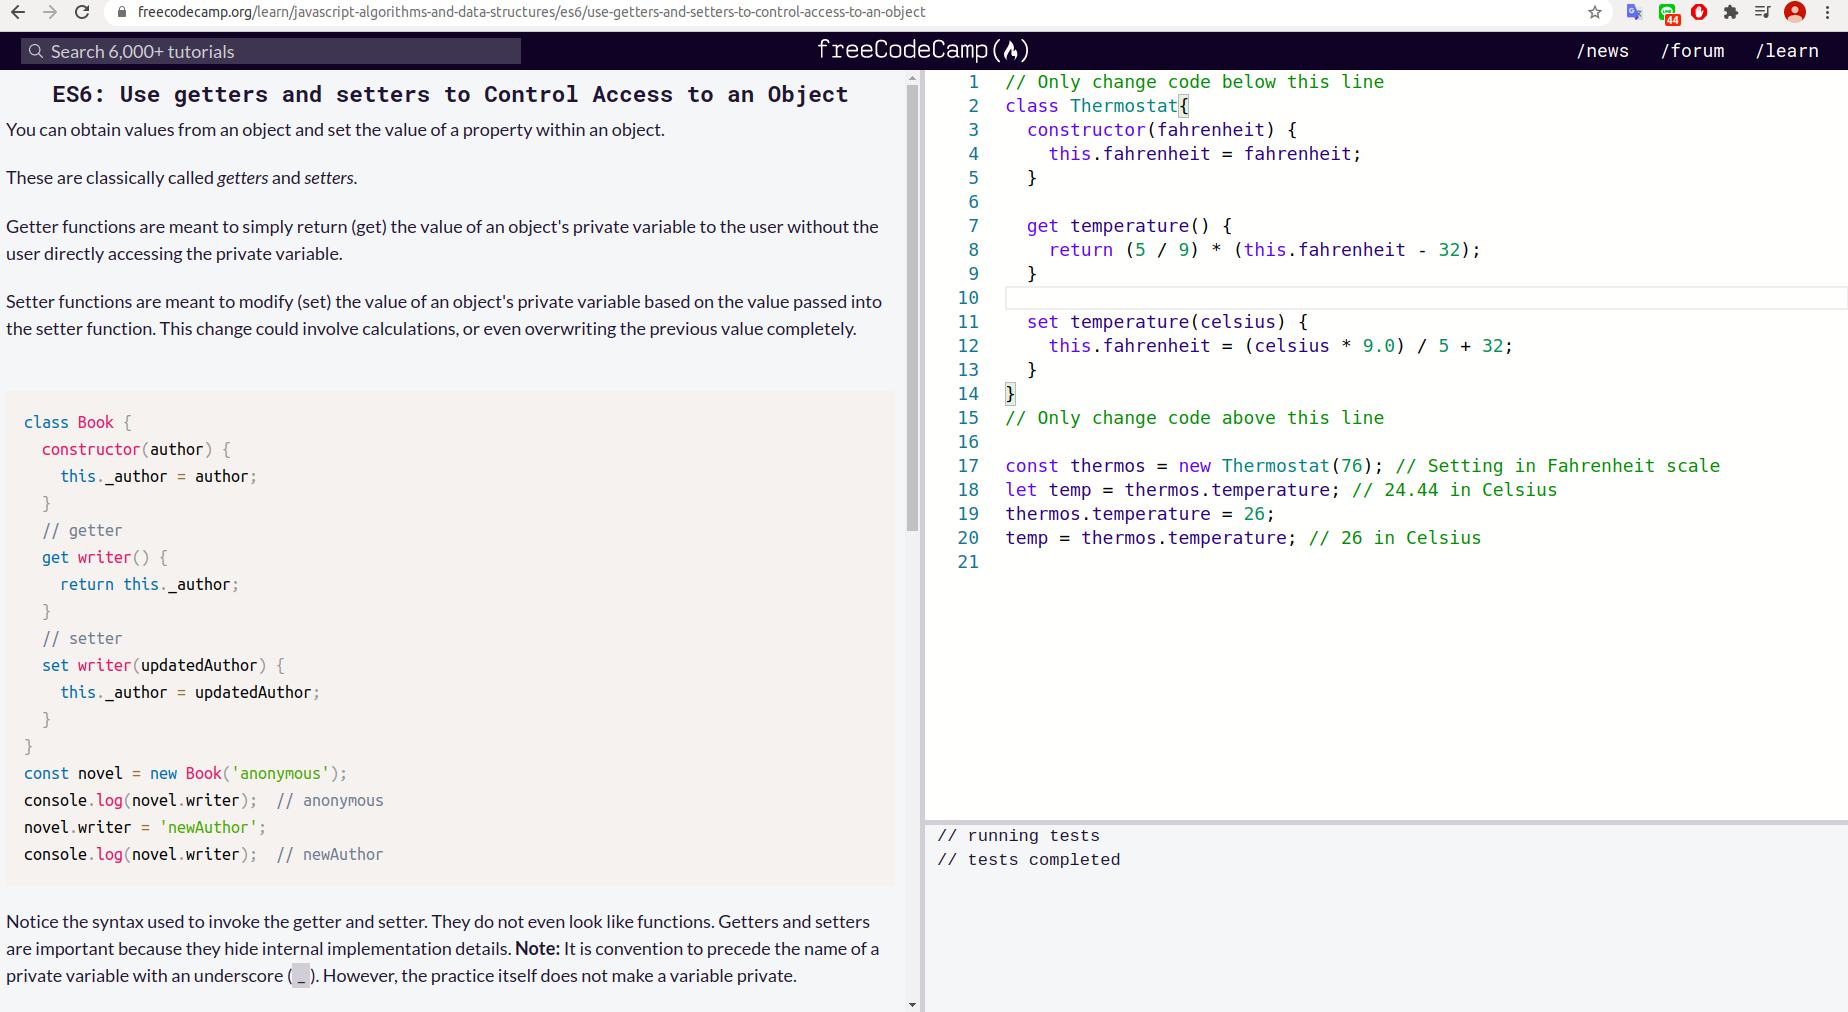 freecodecamp.org/learn/javascript-algorithms-and-data-structures/es6/use-getters-and-setters-to-control-access-to-an-object
44
Search 6,000+ tutorials
freeCodeCamp(🔥)
/news /forum /learn
ES6: Use getters and setters to Control Access to an Object
You can obtain values from an object and set the value of a property within an object.
These are classically called getters and setters.
Getter functions are meant to simply return (get) the value of an object's private variable to the user without the
user directly accessing the private variable.
Setter functions are meant to modify (set) the value of an object's private variable based on the value passed into
the setter function. This change could involve calculations, or even overwriting the previous value completely.
class Book {
  constructor(author) {
    this._author = author;
  }
  // getter
  get writer() {
    return this._author;
  }
  // setter
  set writer(updatedAuthor) {
    this._author = updatedAuthor;
  }
}
const novel = new Book('anonymous');
console.log(novel.writer);  // anonymous
novel.writer = 'newAuthor';
console.log(novel.writer);  // newAuthor
Notice the syntax used to invoke the getter and setter. They do not even look like functions. Getters and setters
are important because they hide internal implementation details. Note: It is convention to precede the name of a
private variable with an underscore (_). However, the practice itself does not make a variable private.
1 // Only change code below this line
2 class Thermostat{
3   constructor(fahrenheit) {
4     this.fahrenheit = fahrenheit;
5   }
6
7   get temperature() {
8     return (5 / 9) * (this.fahrenheit - 32);
9   }
10
11   set temperature(celsius) {
12     this.fahrenheit = (celsius * 9.0) / 5 + 32;
13   }
14 }
15 // Only change code above this line
16
17 const thermos = new Thermostat(76); // Setting in Fahrenheit scale
18 let temp = thermos.temperature; // 24.44 in Celsius
19 thermos.temperature = 26;
20 temp = thermos.temperature; // 26 in Celsius
21
// running tests
// tests completed